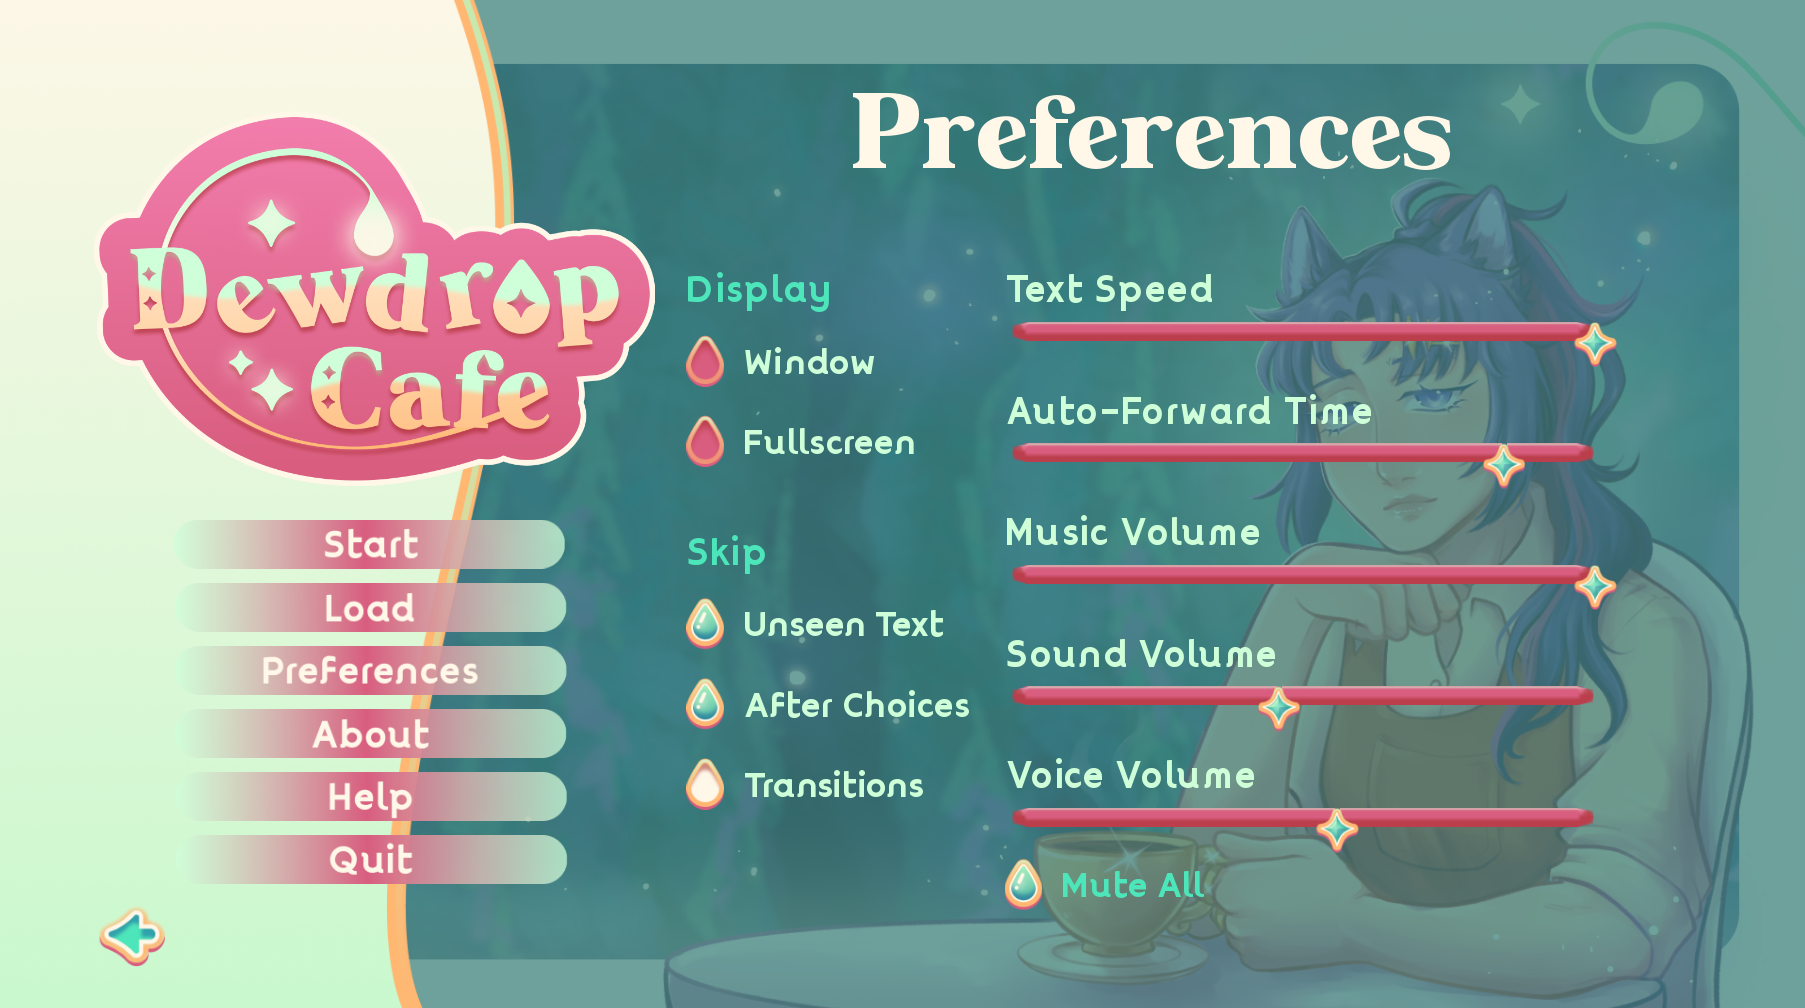 Dewdrop
Cafe
Start
Load
Preferences
About
Help
Quit
Preferences
Display
Window
Fullscreen
Skip
Unseen Text
After Choices
Transitions
Text Speed
Auto-Forward Time
Music Volume
Sound Volume
Voice Volume
Mute All